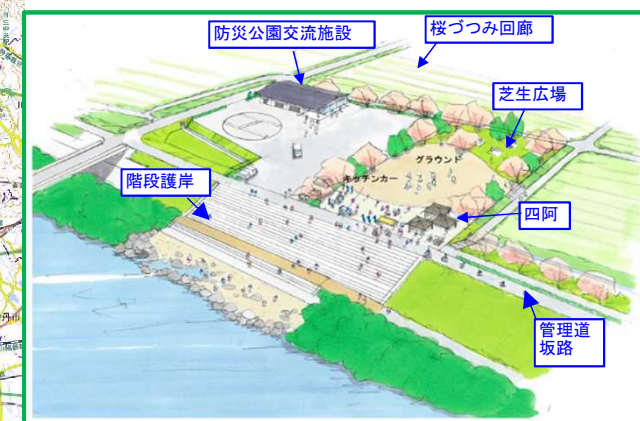 防災公園交流施設
桜づつみ回廊
芝生広場
グラウンド
キッチンカー
階段護岸
四阿
管理道
坂路
丹市